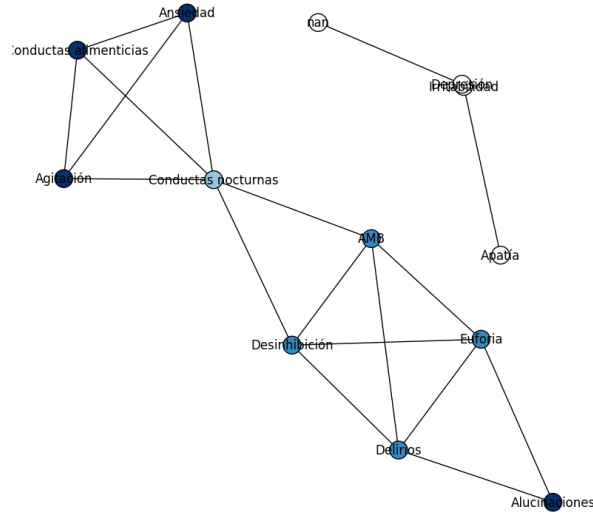 Ansiedad
nan
Conductas alimenticias
Depresión
Irritabilidad
Agitación
Conductas nocturnas
AMB
Apatía
Desinhibición
Euforia
Delirios
Alucinaciones